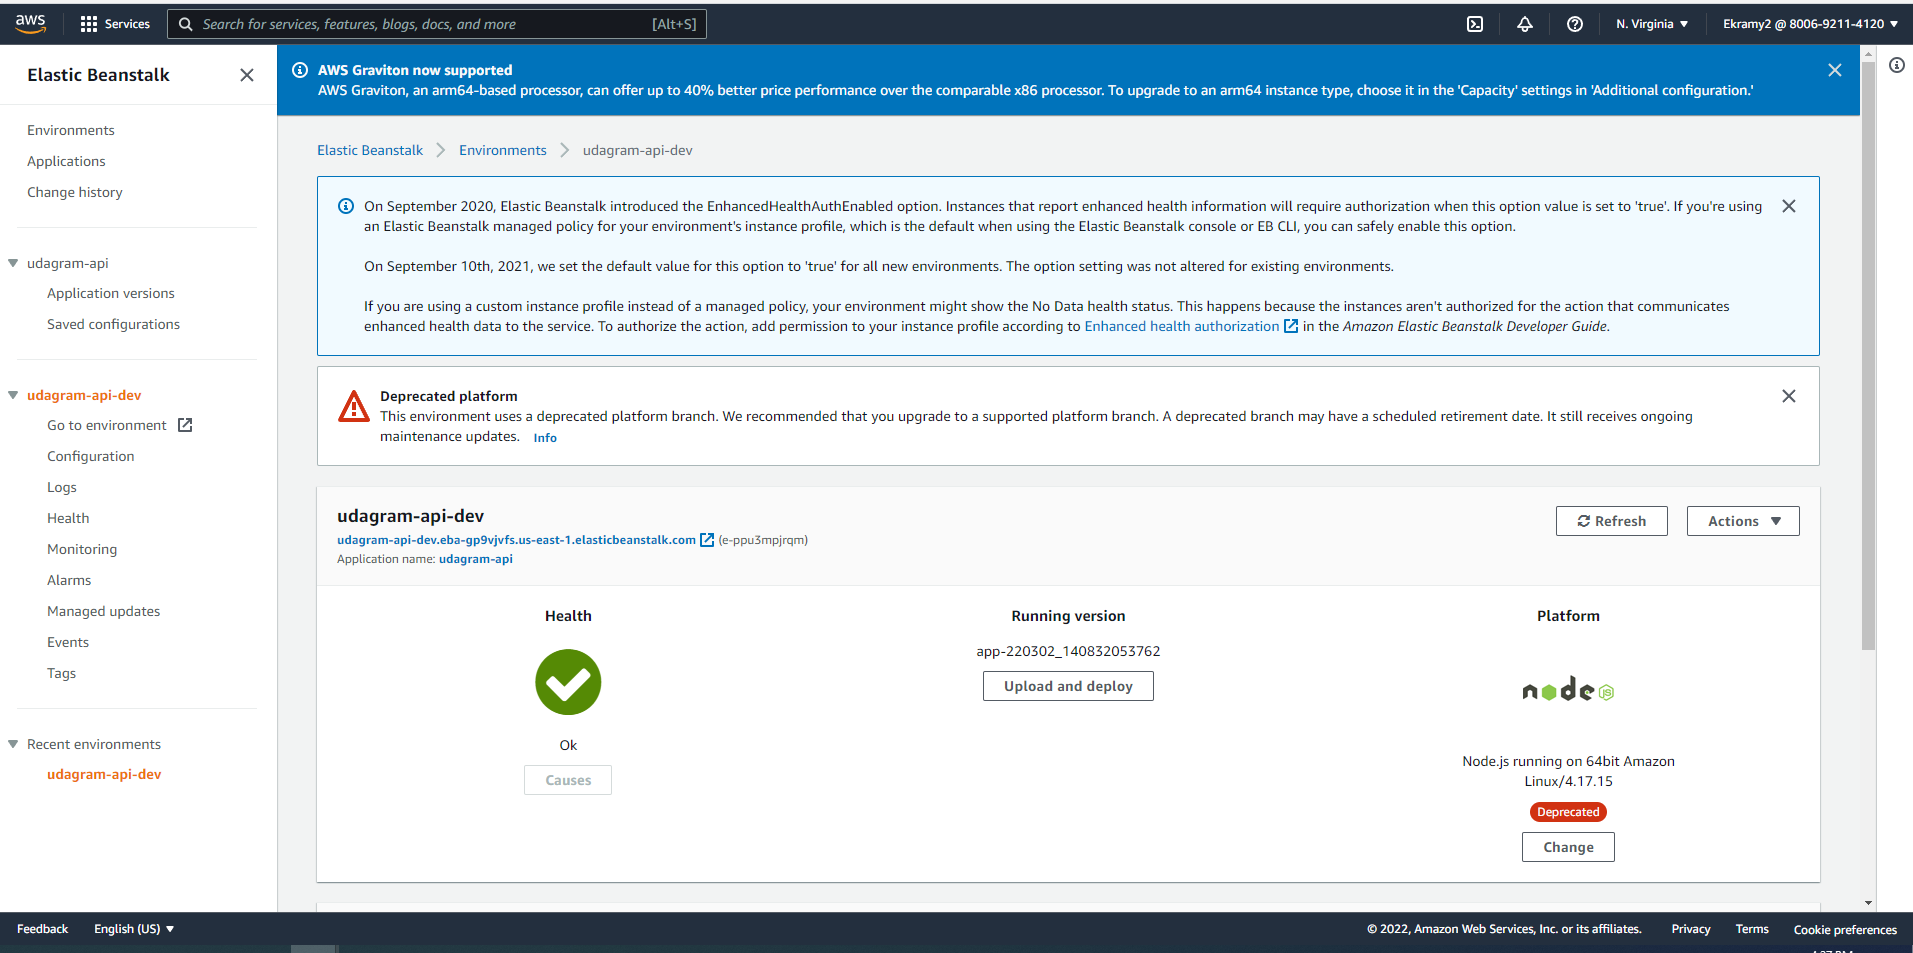 aws
Services
Search for services, features, blogs, docs, and more [Alt+S]
N. Virginia
Ekramy2 @ 8006-9211-4120
Elastic Beanstalk
Environments
Applications
Change history
udagram-api
Application versions
Saved configurations
udagram-api-dev
Go to environment
Configuration
Logs
Health
Monitoring
Alarms
Managed updates
Events
Tags
Recent environments
udagram-api-dev
AWS Graviton now supported
AWS Graviton, an arm64-based processor, can offer up to 40% better price performance over the comparable x86 processor. To upgrade to an arm64 instance type, choose it in the 'Capacity' settings in 'Additional configuration.'
Elastic Beanstalk > Environments > udagram-api-dev
On September 2020, Elastic Beanstalk introduced the EnhancedHealthAuthEnabled option. Instances that report enhanced health information will require authorization when this option value is set to 'true'. If you're using
an Elastic Beanstalk managed policy for your environment's instance profile, which is the default when using the Elastic Beanstalk console or EB CLI, you can safely enable this option.
On September 10th, 2021, we set the default value for this option to 'true' for all new environments. The option setting was not altered for existing environments.
If you are using a custom instance profile instead of a managed policy, your environment might show the No Data health status. This happens because the instances aren't authorized for the action that communicates
enhanced health data to the service. To authorize the action, add permission to your instance profile according to Enhanced health authorization in the Amazon Elastic Beanstalk Developer Guide.
Deprecated platform
This environment uses a deprecated platform branch. We recommended that you upgrade to a supported platform branch. A deprecated branch may have a scheduled retirement date. It still receives ongoing
maintenance updates. Info
udagram-api-dev
udagram-api-dev.eba-gp9vjvfs.us-east-1.elasticbeanstalk.com (e-ppu3mpjrqm)
Application name: udagram-api
Refresh
Actions
Health
Ok
Causes
Running version
app-220302_140832053762
Upload and deploy
Platform
node JS
Node.js running on 64bit Amazon
Linux/4.17.15
Deprecated
Change
Feedback
English (US)
© 2022, Amazon Web Services, Inc. or its affiliates.
Privacy
Terms
Cookie preferences